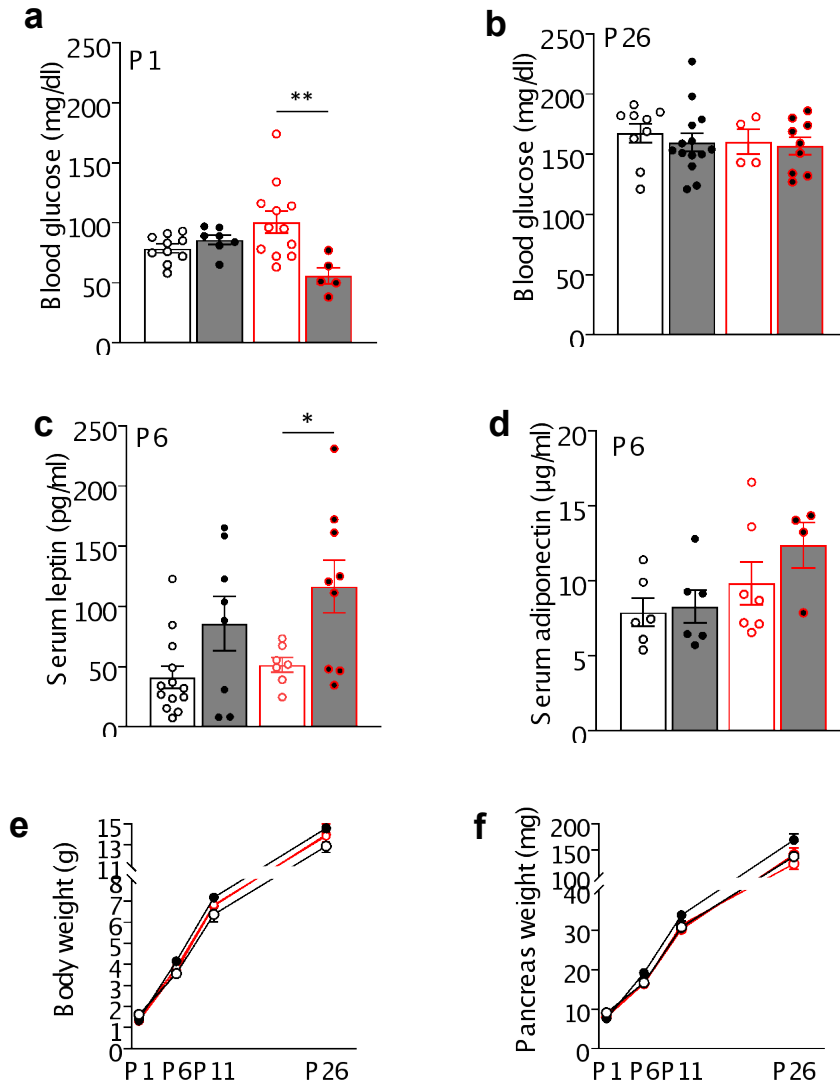 a
P1
Blood glucose (mg/dl)
250
200
150
100
50
0
**
b
P26
Blood glucose (mg/dl)
250
200
150
100
50
0
c
P6
Serum leptin (pg/ml)
250
200
150
100
50
0
*
d
P6
Serum adiponectin (µg/ml)
20
15
10
5
0
e
Body weight (g)
15
13
11
8
7
5
4
2
1
0
P1 P6 P11 P26
f
Pancreas weight (mg)
200
150
100
40
30
20
10
0
P1 P6 P11 P26